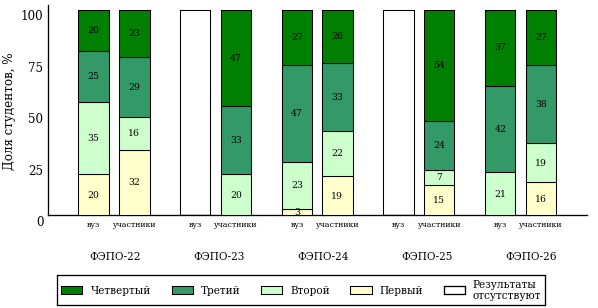 Доля студентов, %
100
75
50
25
0
20 25 35 20
23 29 16 32
47 33 20
27 47 23 3
26 33 22 19
54 24 7 15
37 42 21
27 38 19 16
вуз участники вуз участники вуз участники вуз участники вуз участники
ФЭПО-22 ФЭПО-23 ФЭПО-24 ФЭПО-25 ФЭПО-26
Четвертый Третий Второй Первый Результаты
отсутствуют